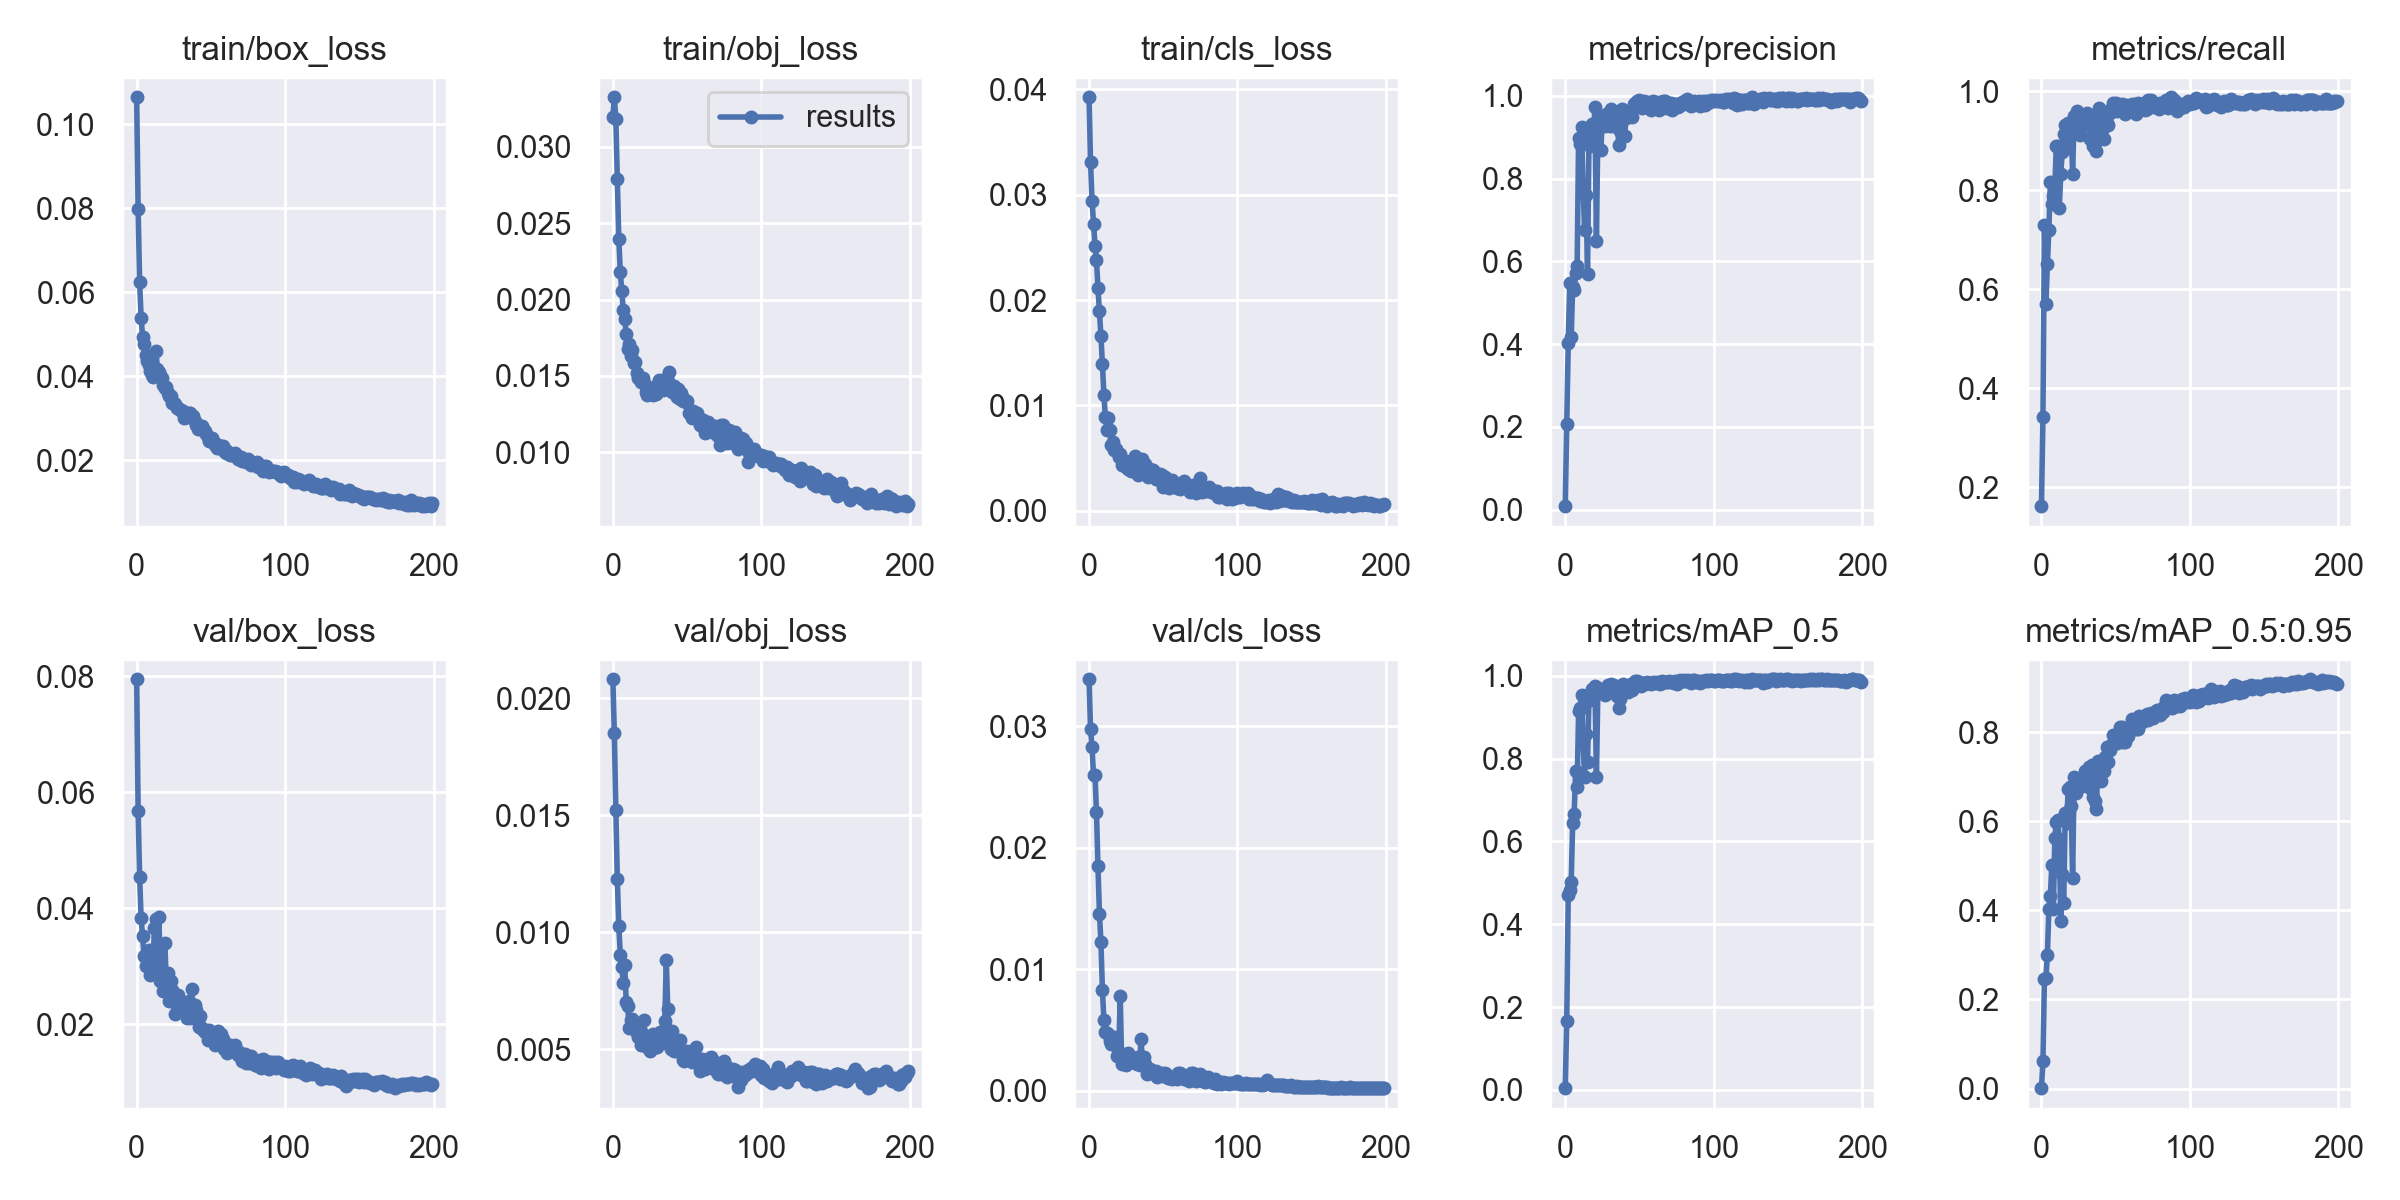 train/box_loss
train/obj_loss
train/cls_loss
metrics/precision
metrics/recall
0.10
0.08
0.06
0.04
0.02
0 100 200
results
0.030
0.025
0.020
0.015
0.010
0 100 200
0.04
0.03
0.02
0.01
0.00
0 100 200
1.0
0.8
0.6
0.4
0.2
0.0
0 100 200
1.0
0.8
0.6
0.4
0.2
0 100 200
val/box_loss
val/obj_loss
val/cls_loss
metrics/mAP_0.5
metrics/mAP_0.5:0.95
0.08
0.06
0.04
0.02
0 100 200
0.020
0.015
0.010
0.005
0 100 200
0.03
0.02
0.01
0.00
0 100 200
1.0
0.8
0.6
0.4
0.2
0.0
0 100 200
0.8
0.6
0.4
0.2
0.0
0 100 200